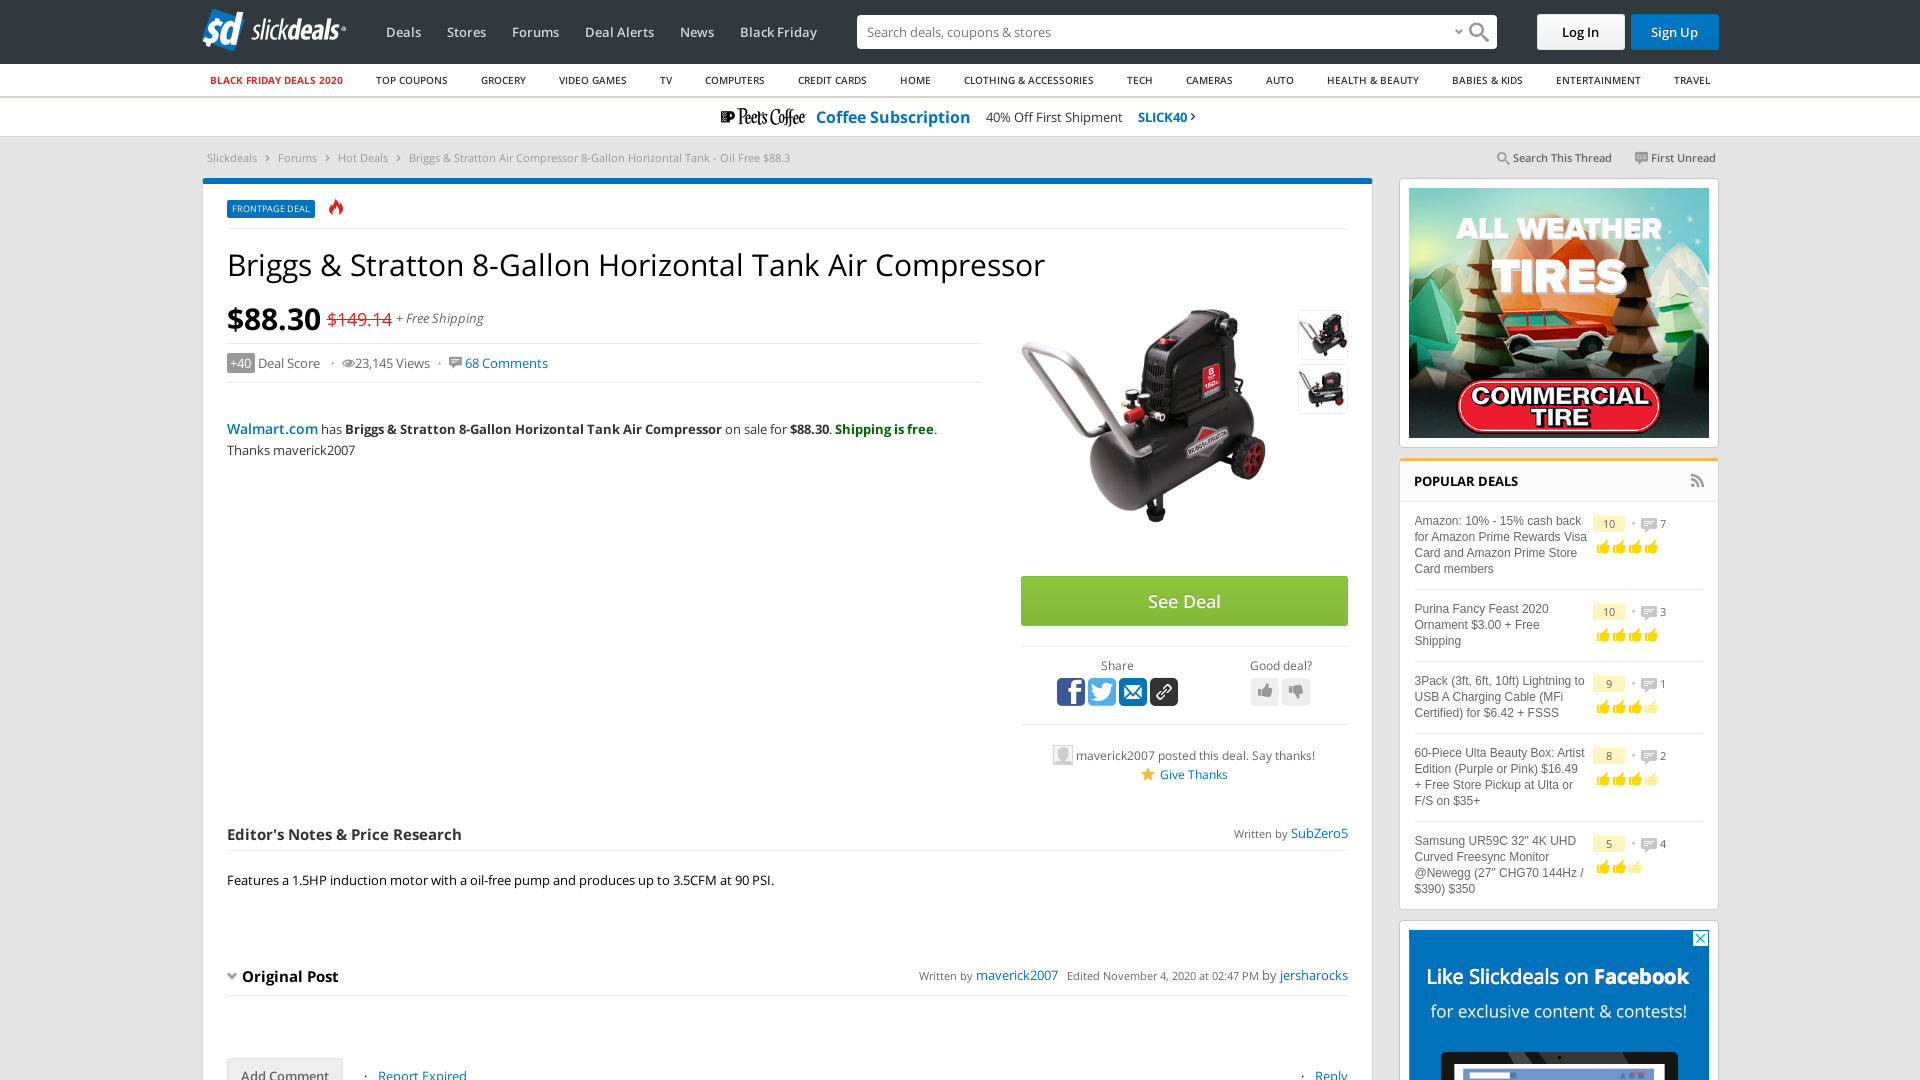 sd slickdeals
Deals Stores Forums Deal Alerts News Black Friday
Search deals, coupons & stores
Log In
Sign Up
BLACK FRIDAY DEALS 2020 TOP COUPONS GROCERY VIDEO GAMES TV COMPUTERS CREDIT CARDS HOME CLOTHING & ACCESSORIES TECH CAMERAS AUTO HEALTH & BEAUTY BABIES & KIDS ENTERTAINMENT TRAVEL
Peet's Coffee Coffee Subscription 40% Off First Shipment SLICK40
Slickdeals > Forums > Hot Deals > Briggs & Stratton Air Compressor 8-Gallon Horizontal Tank - Oil Free $88.3
Search This Thread First Unread
FRONTPAGE DEAL
Briggs & Stratton 8-Gallon Horizontal Tank Air Compressor
$88.30 $149.14 + Free Shipping
+40 Deal Score · 23,145 Views · 68 Comments
Walmart.com has Briggs & Stratton 8-Gallon Horizontal Tank Air Compressor on sale for $88.30. Shipping is free.
Thanks maverick2007
See Deal
Share
Good deal?
maverick2007 posted this deal. Say thanks!
Give Thanks
Editor's Notes & Price Research
Written by SubZero5
Features a 1.5HP induction motor with a oil-free pump and produces up to 3.5CFM at 90 PSI.
Original Post
Written by maverick2007 Edited November 4, 2020 at 02:47 PM by jersharocks
Add Comment · Report Expired
· Reply
ALL WEATHER
TIRES
COMMERCIAL
TIRE
POPULAR DEALS
Amazon: 10% - 15% cash back
for Amazon Prime Rewards Visa
Card and Amazon Prime Store
Card members
10 • 7
Purina Fancy Feast 2020
Ornament $3.00 + Free
Shipping
10 • 3
3Pack (3ft, 6ft, 10ft) Lightning to
USB A Charging Cable (MFi
Certified) for $6.42 + FSSS
9 • 1
60-Piece Ulta Beauty Box: Artist
Edition (Purple or Pink) $16.49
+ Free Store Pickup at Ulta or
F/S on $35+
8 • 2
Samsung UR59C 32" 4K UHD
Curved Freesync Monitor
@Newegg (27" CHG70 144Hz /
$390) $350
5 • 4
Like Slickdeals on Facebook
for exclusive content & contests!